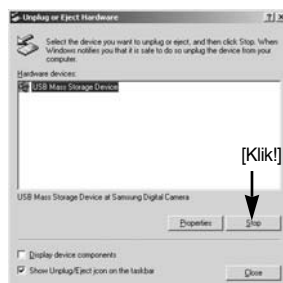 Unplug or Eject Hardware
Select the device you want to unplug or eject, and then click Stop. When
Windows notifies you that it is safe to do so unplug the device from your
computer.
Hardware devices:
USB Mass Storage Device
[Klik!]
USB Mass Storage Device at Samsung Digital Camera
Properties
Stop
Display device components
Show Unplug/Eject icon on the taskbar
Close